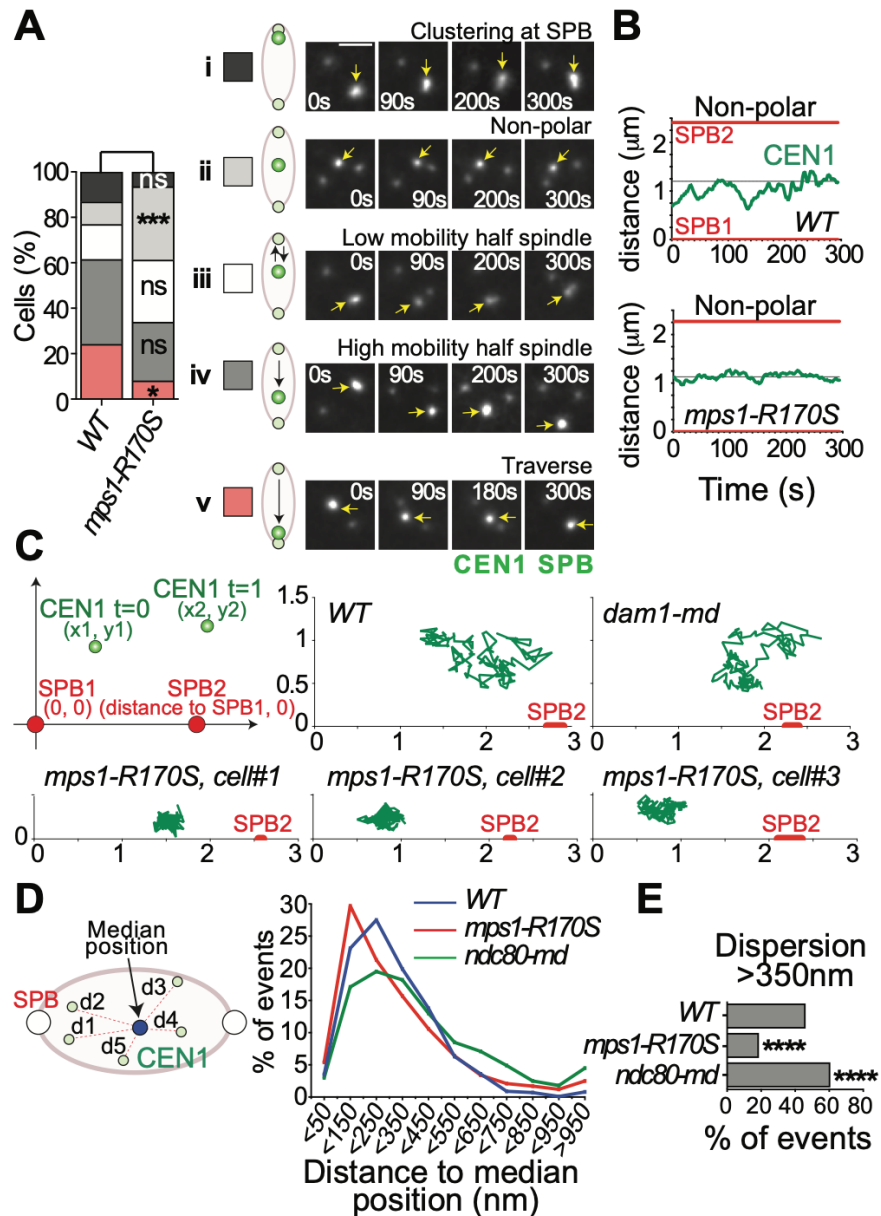 A
Clustering at SPB
i
0s 90s 200s 300s
Non-polar
ii
0s 90s 200s 300s
Low mobility half spindle
iii
0s 90s 200s 300s
High mobility half spindle
iv
0s 90s 200s 300s
Traverse
v
0s 90s 180s 300s
CEN1 SPB
Cells (%)
100
80
60
40
20
0
ns
***
ns
ns
*
WT
mps1-R170S
B
Non-polar
distance (μm)
2
1
0
SPB2
CEN1
SPB1
WT
0 100 200 300
Non-polar
distance (μm)
2
1
0
mps1-R170S
0 100 200 300
Time (s)
C
CEN1 t=0
(x1, y1)
CEN1 t=1
(x2, y2)
SPB1
(0, 0)
SPB2
(distance to SPB1, 0)
WT
1.5
1
0.5
0
SPB2
0 1 2 3
dam1-md
SPB2
0 1 2 3
mps1-R170S, cell#1
0
SPB2
0 1 2 3
mps1-R170S, cell#2
SPB2
0 1 2 3
mps1-R170S, cell#3
SPB2
0 1 2 3
D
Median
position
SPB
d1
d2
d3
d4
d5
CEN1
% of events
30
25
20
15
10
5
0
WT
mps1-R170S
ndc80-md
<50
<150
<250
<350
<450
<550
<650
<750
<850
<950
>950
Distance to median
position (nm)
E
Dispersion
>350nm
WT
mps1-R170S
****
ndc80-md
****
0 20 40 60 80
% of events